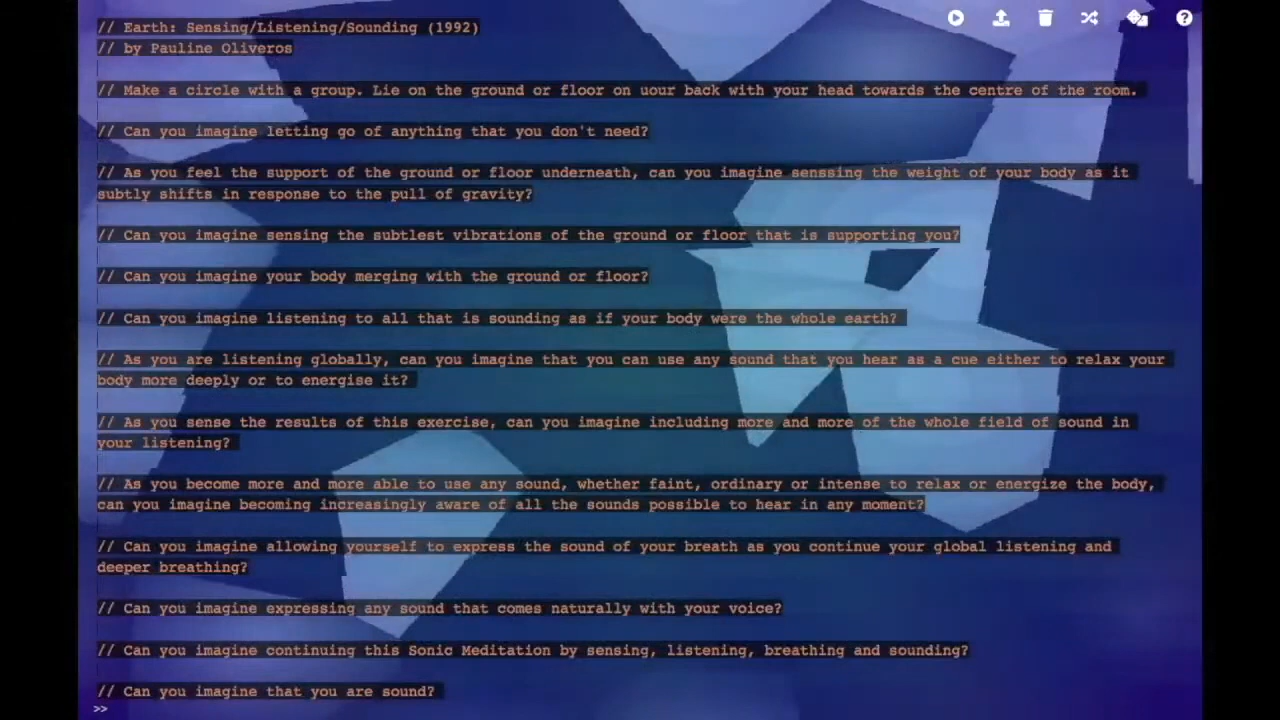 // Earth: Sensing/Listening/Sounding (1992)
// by Pauline Oliveros
// Make a circle with a group. Lie on the ground or floor on uour back with your head towards the centre of the room.
// Can you imagine letting go of anything that you don't need?
// As you feel the support of the ground or floor underneath, can you imagine senssing the weight of your body as it
subtly shifts in response to the pull of gravity?
// Can you imagine sensing the subtlest vibrations of the ground or floor that is supporting you?
// Can you imagine your body merging with the ground or floor?
// Can you imagine listening to all that is sounding as if your body were the whole earth?
// As you are listening globally, can you imagine that you can use any sound that you hear as a cue either to relax your
body more deeply or to energise it?
// As you sense the results of this exercise, can you imagine including more and more of the whole field of sound in
your listening?
// As you become more and more able to use any sound, whether faint, ordinary or intense to relax or energize the body,
can you imagine becoming increasingly aware of all the sounds possible to hear in any moment?
// Can you imagine allowing yourself to express the sound of your breath as you continue your global listening and
deeper breathing?
// Can you imagine expressing any sound that comes naturally with your voice?
// Can you imagine continuing this Sonic Meditation by sensing, listening, breathing and sounding?
// Can you imagine that you are sound?
>>